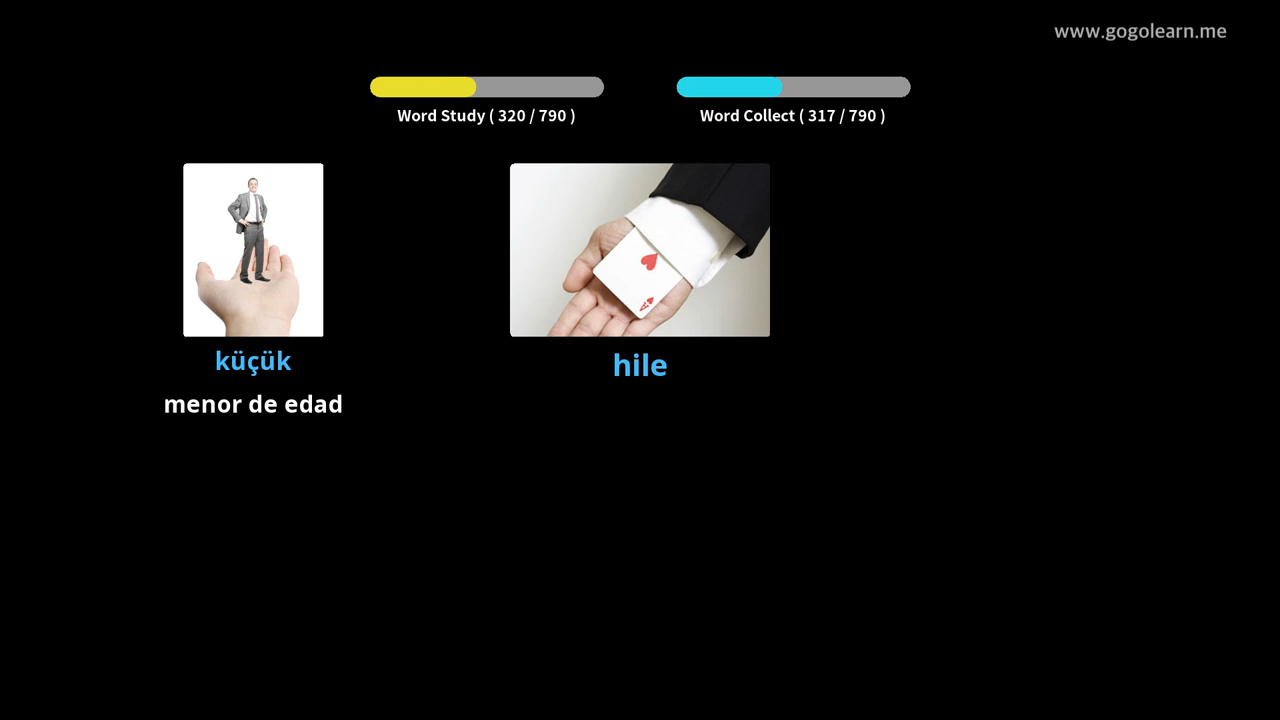 www.gogolearn.me
Word Study ( 320 / 790 )
Word Collect ( 317 / 790 )
küçük
hile
menor de edad